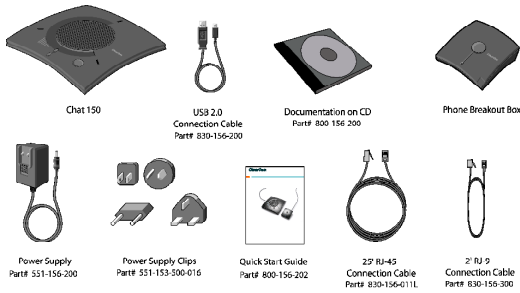 Chat 150
USB 2.0
Connection Cable
Part# 830-156-200
Documentation on CD
Part# 800-156-200
Phone Breakout Box
Power Supply
Part# 551-156-200
Power Supply Clips
Part# 551-153-500-016
ClearOne
Quick Start Guide
Part# 800-156-202
25' RJ-45
Connection Cable
Part# 830-156-011L
2' RJ-9
Connection Cable
Part# 830-156-300